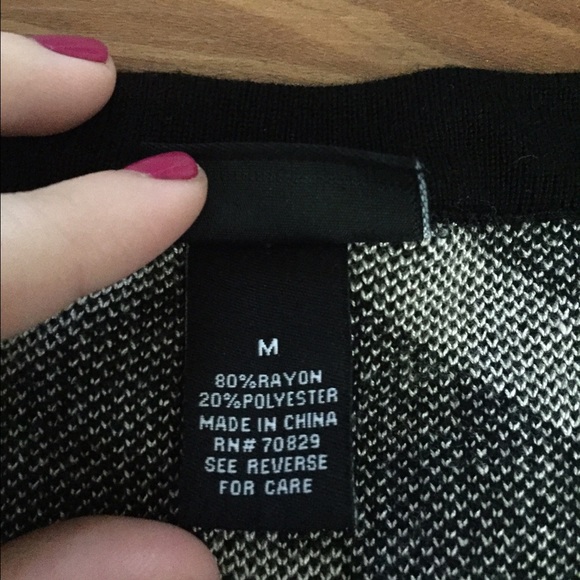 M
80%RAYON
20%POLYESTER
MADE IN CHINA
RN# 70829
SEE REVERSE
FOR CARE